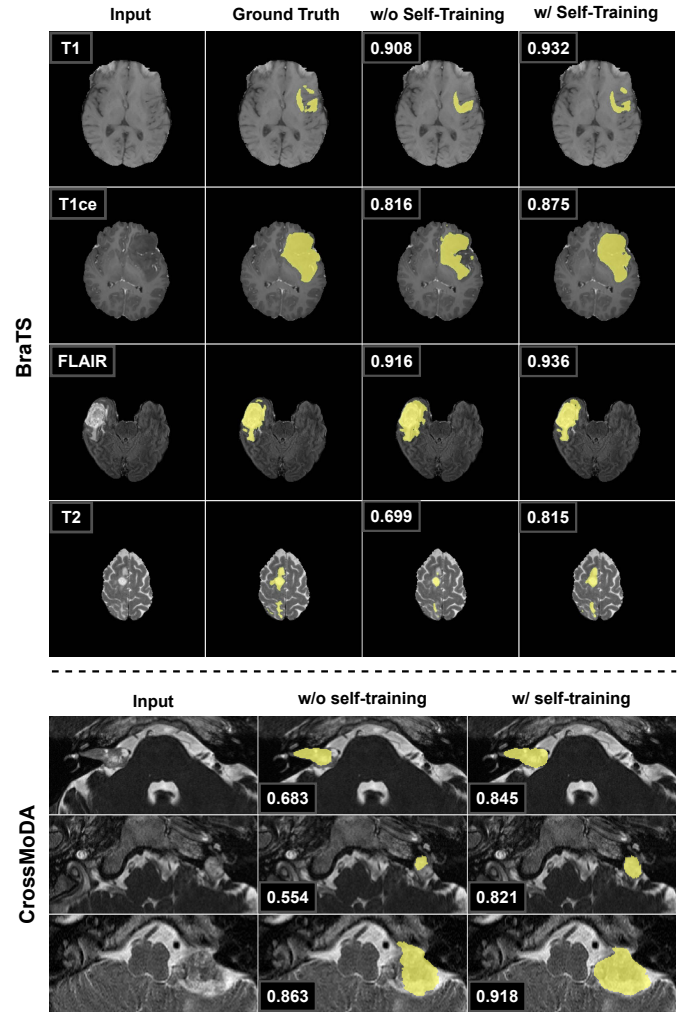 Input Ground Truth w/o Self-Training w/ Self-Training
T1 0.908 0.932
T1ce 0.816 0.875
BraTS
FLAIR 0.916 0.936
T2 0.699 0.815
Input w/o self-training w/ self-training
0.683 0.845
CrossMoDA
0.554 0.821
0.863 0.918